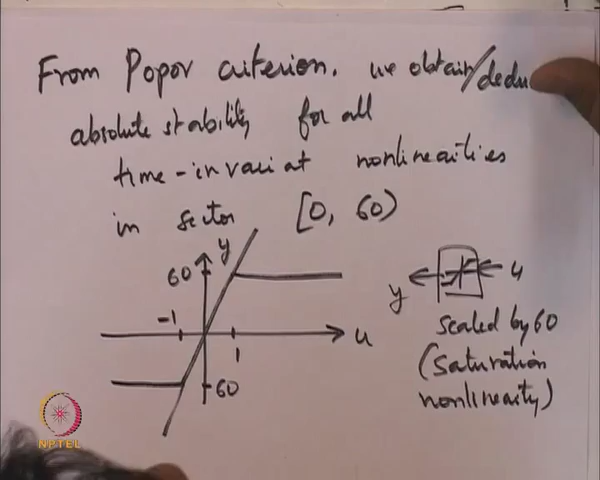 From Popov criterion, we obtain/dedu
absolute stability for all
time-invariat nonlinearities
in sector [0, 60)
y
60
-1
1
u
60
y
u
scaled by 60
(saturation
nonlinearity)
NPTEL